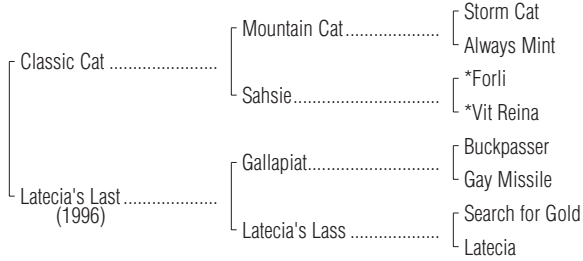 Storm Cat
Mountain Cat
Always Mint
Classic Cat
*Forli
Sahsie
*Vit Reina
Buckpasser
Gallapiat
Gay Missile
Latecia's Last
(1996)
Search for Gold
Latecia's Lass
Latecia